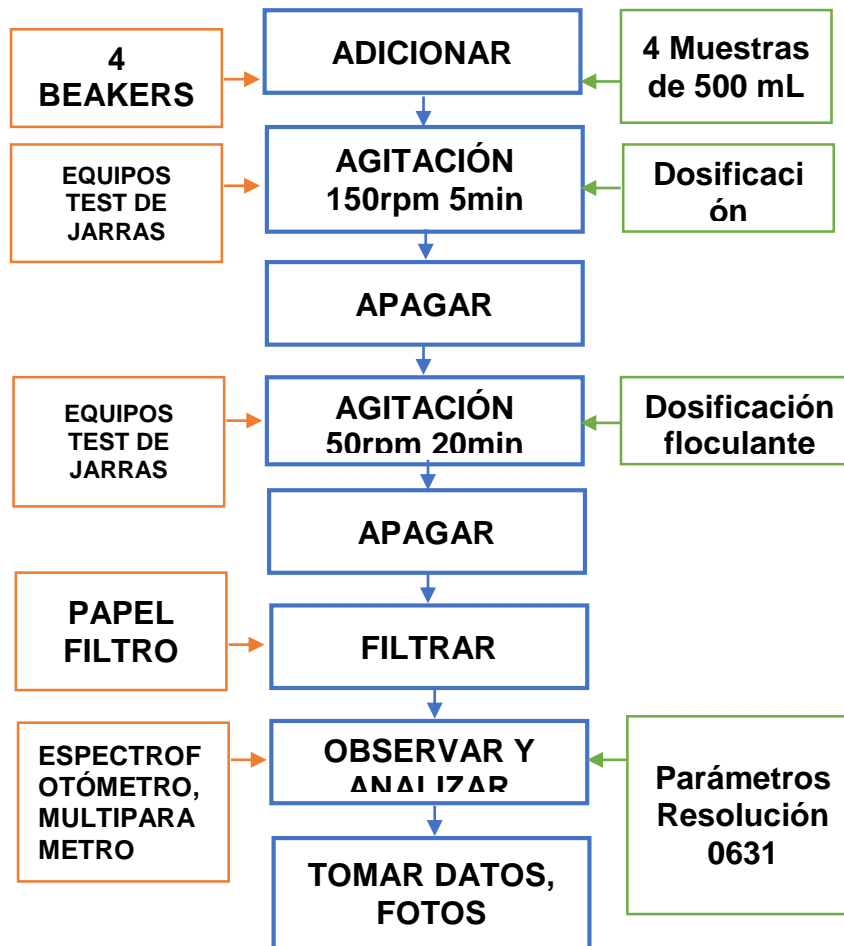 4
BEAKERS
ADICIONAR
4 Muestras
de 500 mL
EQUIPOS
TEST DE
JARRAS
AGITACIÓN
150rpm 5min
Dosificaci
ón
APAGAR
EQUIPOS
TEST DE
JARRAS
AGITACIÓN
50rpm 20min
Dosificación
floculante
APAGAR
PAPEL
FILTRO
FILTRAR
ESPECTROF
OTÓMETRO,
MULTIPARA
METRO
OBSERVAR Y
ANALIZAR
Parámetros
Resolución
0631
TOMAR DATOS,
FOTOS